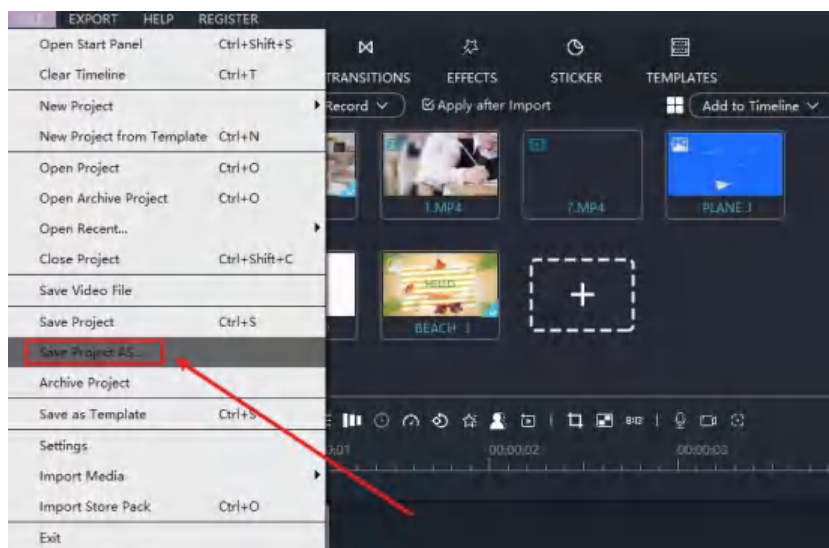 EXPORT HELP REGISTER
Open Start Panel Ctrl+Shift+S
Clear Timeline Ctrl+T
New Project
New Project from Template Ctrl+N
Open Project Ctrl+O
Open Archive Project Ctrl+O
Open Recent...
Close Project Ctrl+Shift+C
Save Video File
Save Project Ctrl+S
Save Project AS...
Archive Project
Save as Template Ctrl+S
Settings
Import Media
Import Store Pack Ctrl+O
Exit
TRANSITIONS EFFECTS STICKER TEMPLATES
Record Apply after Import Add to Timeline
1.MP4 7.MP4 PLANE 1
HELLO
BEACH 1
00:00:02 00:00:03